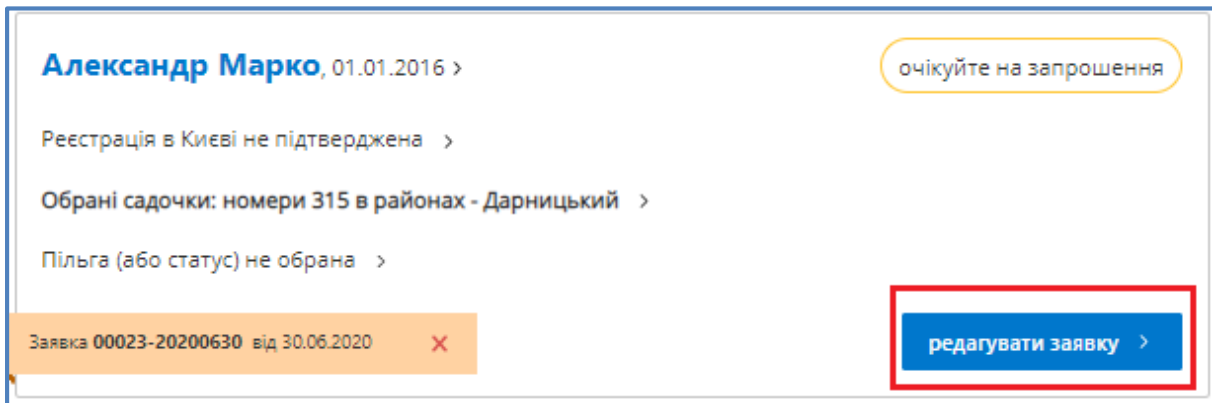 Александр Марко, 01.01.2016 >
очікуйте на запрошення
Реєстрація в Києві не підтверджена >
Обрані садочки: номери 315 в районах - Дарницький >
Пільга (або статус) не обрана >
Заявка 00023-20200630 від 30.06.2020 ×
редагувати заявку >